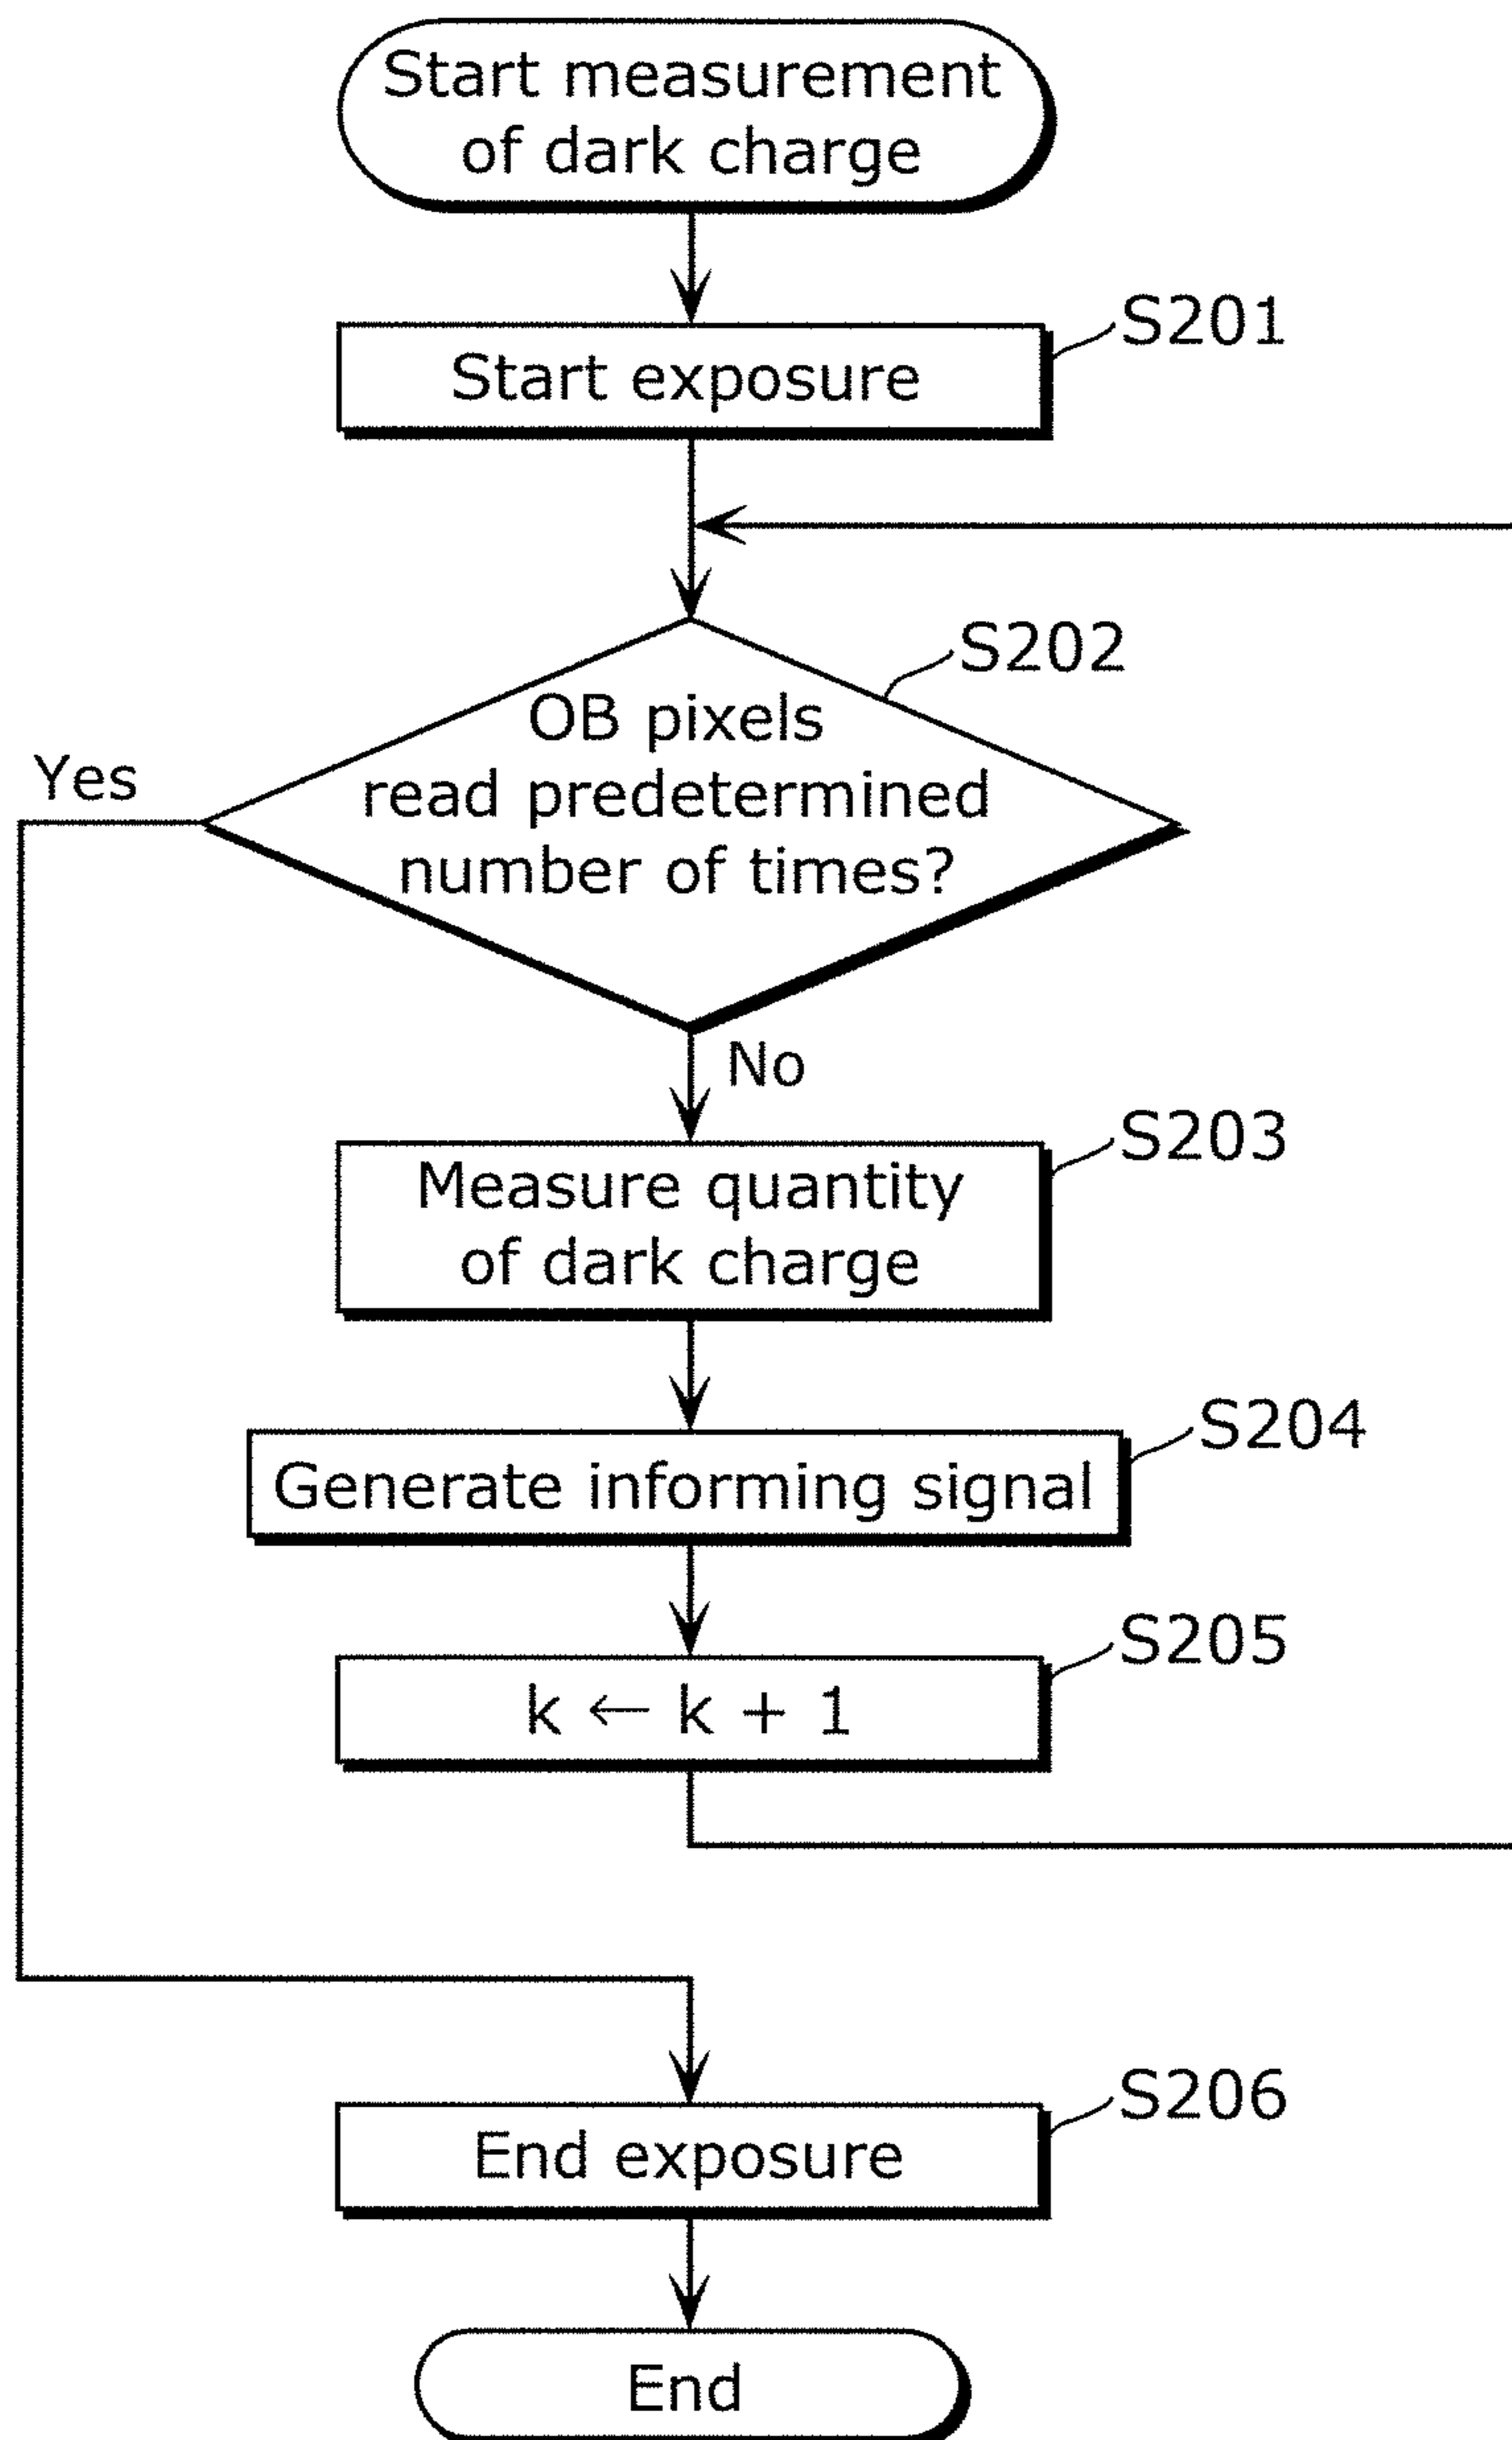 Start measurement
of dark charge
S201
Start exposure
S202
OB pixels
read predetermined
number of times?
Yes
No
S203
Measure quantity
of dark charge
S204
Generate informing signal
S205
k ← k + 1
S206
End exposure
End